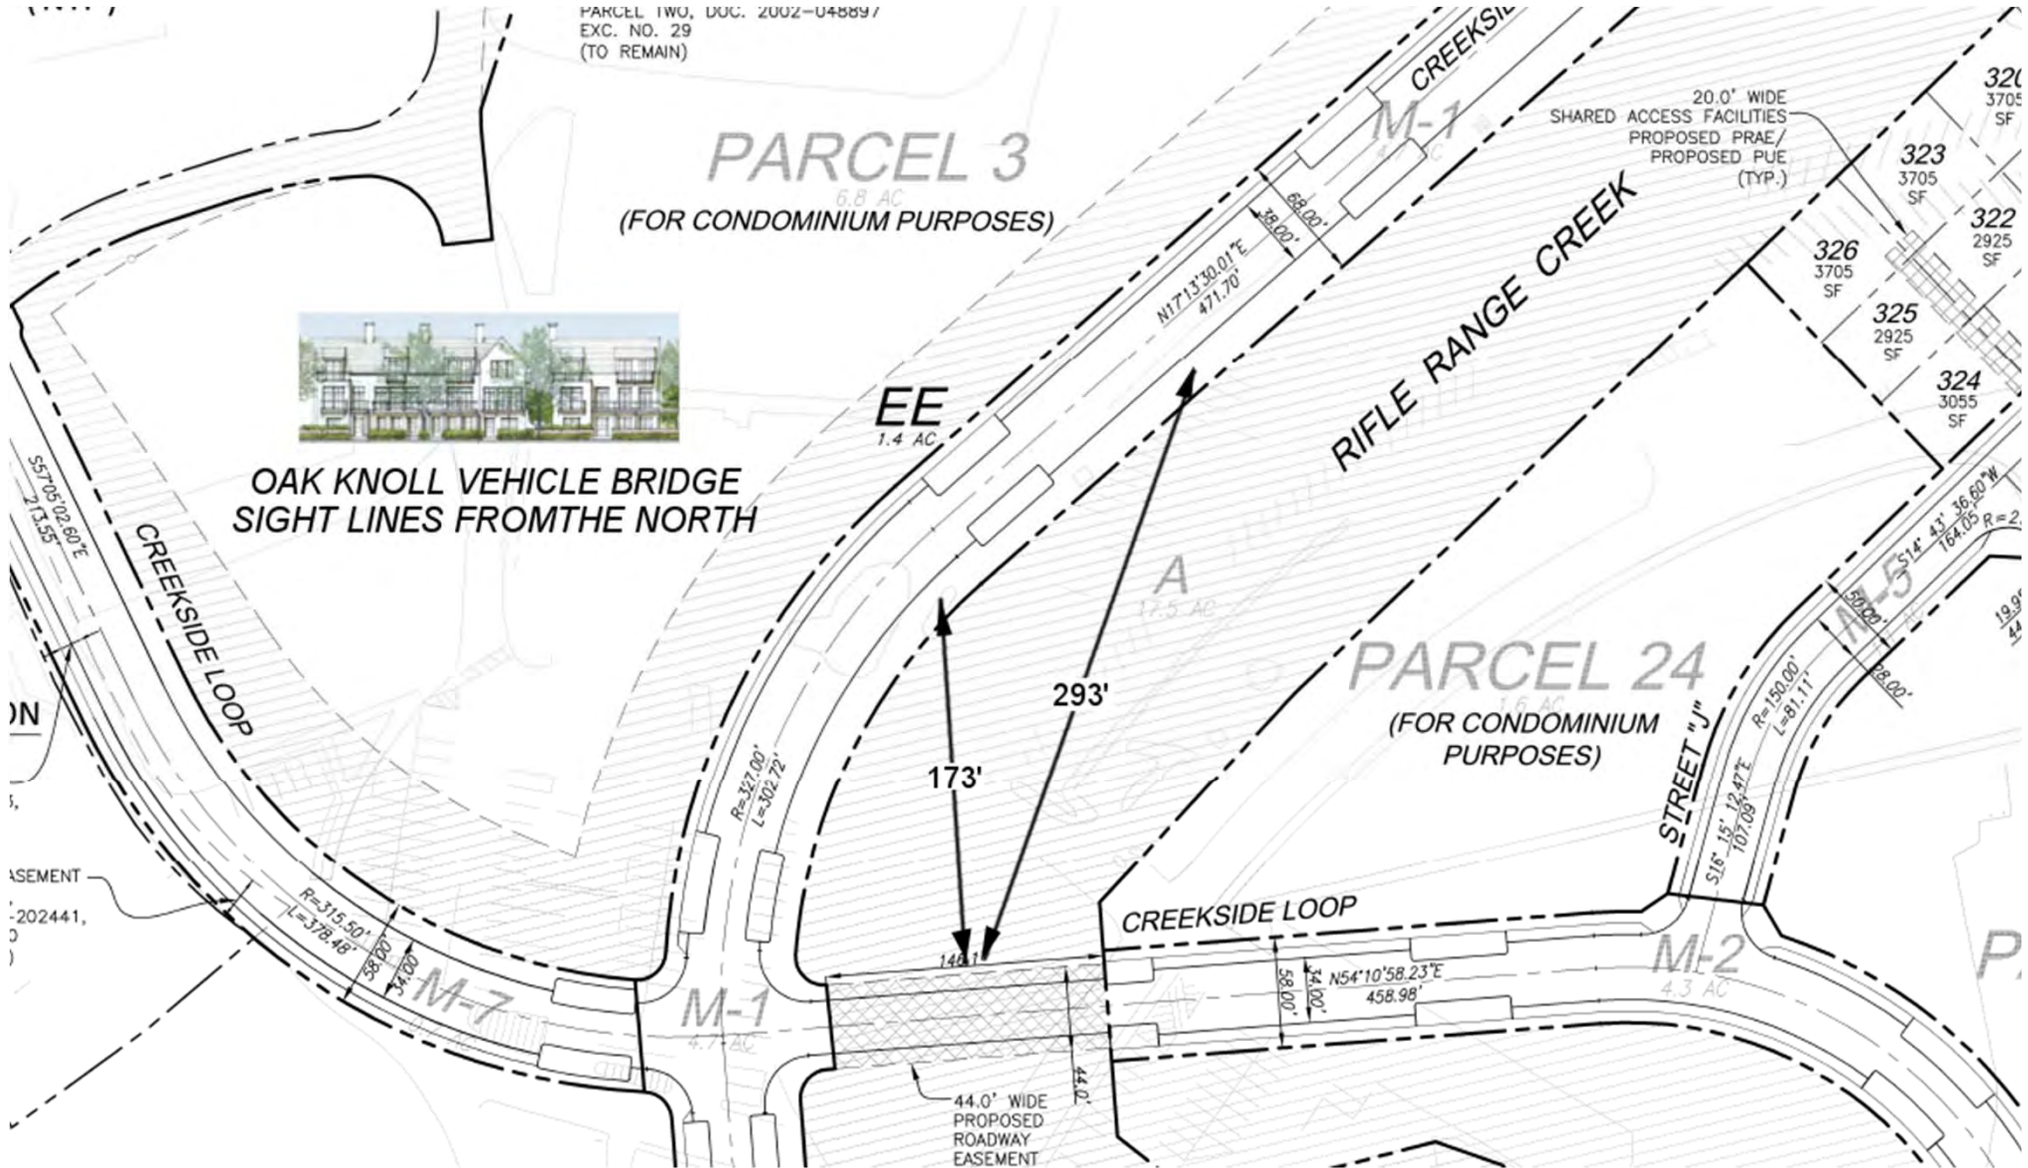 PARCEL TWO, DOC. 2002-048897
EXC. NO. 29
(TO REMAIN)
PARCEL 3
6.8 AC
(FOR CONDOMINIUM PURPOSES)
M-1
4.7 AC
68.00'
38.00'
N17°13'30.01"E
471.70'
20.0' WIDE
SHARED ACCESS FACILITIES
PROPOSED PRAE/
PROPOSED PUE
(TYP.)
323
3705
SF
322
2925
SF
326
3705
SF
325
2925
SF
324
3055
SF
3705
SF
RIFLE RANGE CREEK
EE
1.4 AC
OAK KNOLL VEHICLE BRIDGE
SIGHT LINES FROMTHE NORTH
S57°05'02.60"E
213.55'
CREEKSIDE LOOP
A
17.5 AC
293'
173'
PARCEL 24
1.6 AC
(FOR CONDOMINIUM
PURPOSES)
S14° 43' 36.60"W
164.05'
M-5
50.00'
28.00'
R=150.00'
L=81.11'
STREET "J"
S16° 15' 12.47"E
107.09'
R=327.00'
L=302.72'
R=315.50'
L=378.48'
58.00'
34.00'
M-7
M-1
4.7 AC
CREEKSIDE LOOP
58.00'
34.00'
N54°10'58.23"E
458.98'
M-2
4.3 AC
44.0'
44.0' WIDE
PROPOSED
ROADWAY
EASEMENT